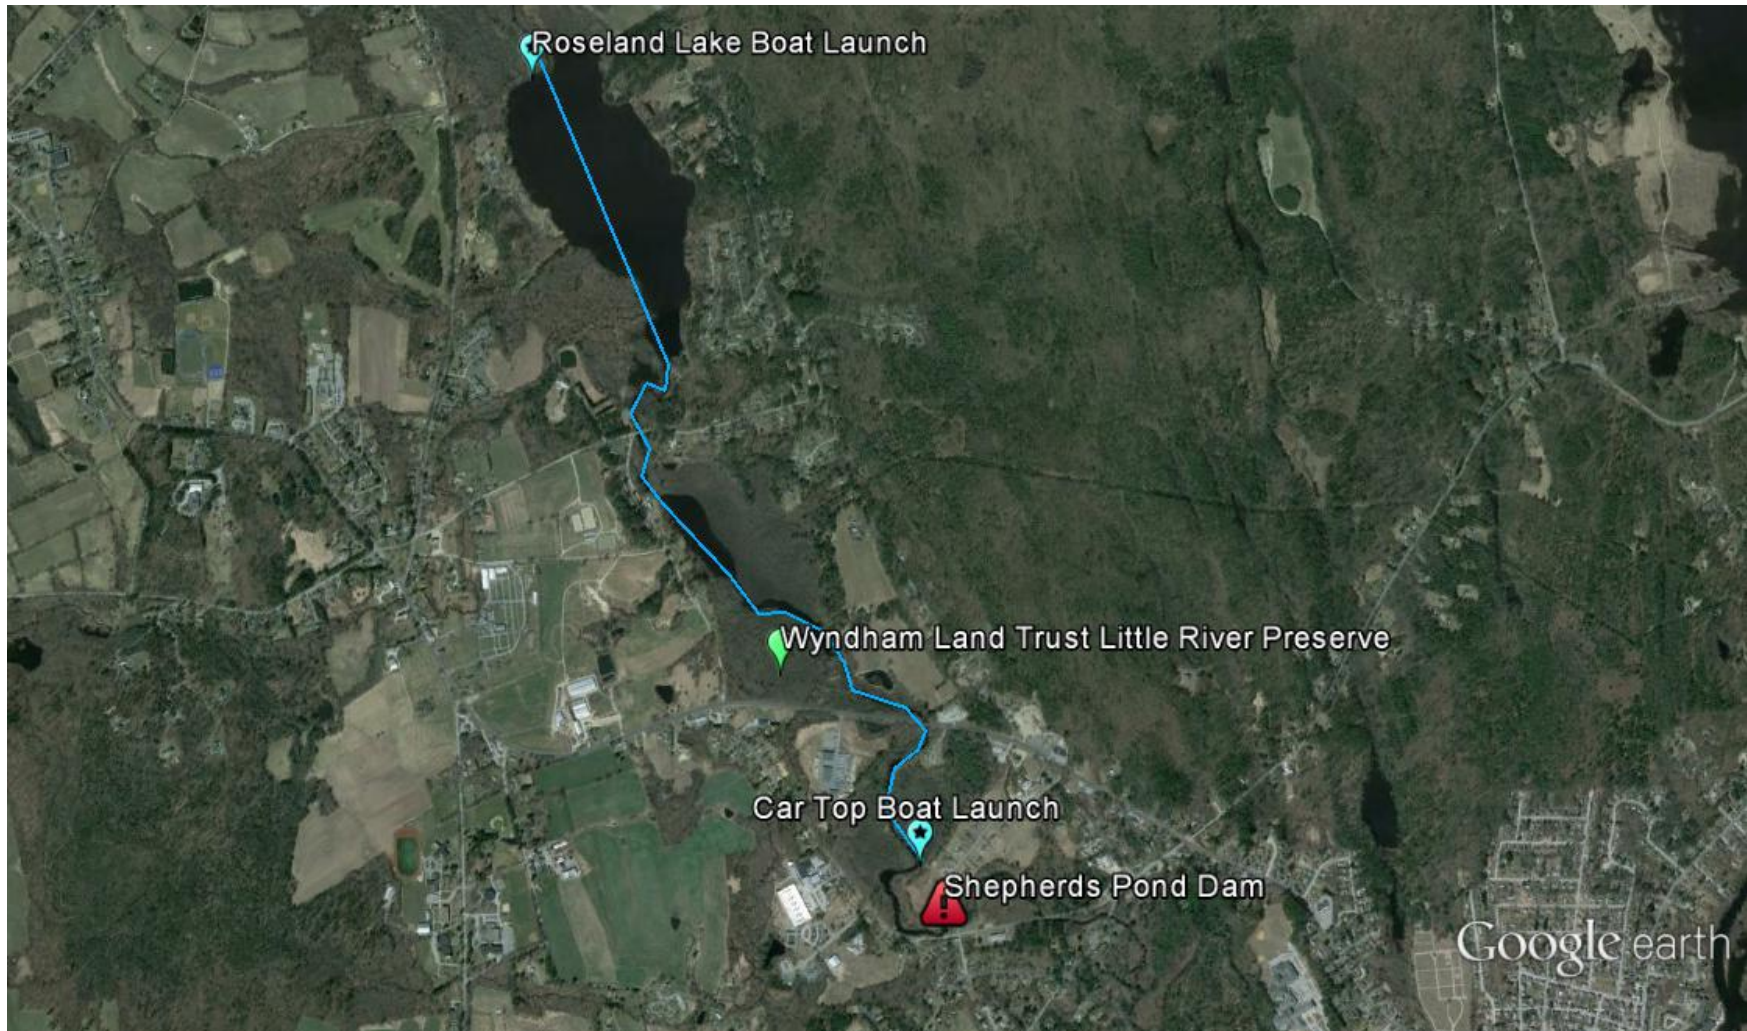 Roseland Lake Boat Launch
Wyndham Land Trust Little River Preserve
Car Top Boat Launch
Shepherds Pond Dam
Google earth